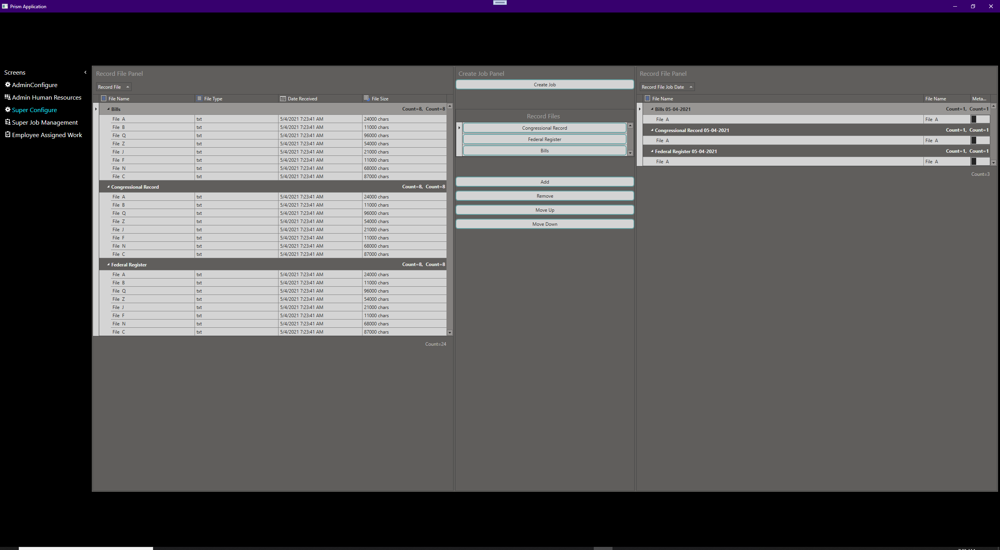 Prism Application
Screens
AdminConfigure
Admin Human Resources
Super Configure
Super Job Management
Employee Assigned Work
Record File Panel
Record File
File Name File Type Date Received File Size
Bills Count=8, Count=8
File A txt 5/4/2021 7:23:41 AM 24000 chars
File B txt 5/4/2021 7:23:41 AM 11000 chars
File Q txt 5/4/2021 7:23:41 AM 96000 chars
File Z txt 5/4/2021 7:23:41 AM 54000 chars
File J txt 5/4/2021 7:23:41 AM 21000 chars
File F txt 5/4/2021 7:23:41 AM 11000 chars
File N txt 5/4/2021 7:23:41 AM 68000 chars
File C txt 5/4/2021 7:23:41 AM 87000 chars
Congressional Record Count=8, Count=8
File A txt 5/4/2021 7:23:41 AM 24000 chars
File B txt 5/4/2021 7:23:41 AM 11000 chars
File Q txt 5/4/2021 7:23:41 AM 96000 chars
File Z txt 5/4/2021 7:23:41 AM 54000 chars
File J txt 5/4/2021 7:23:41 AM 21000 chars
File F txt 5/4/2021 7:23:41 AM 11000 chars
File N txt 5/4/2021 7:23:41 AM 68000 chars
File C txt 5/4/2021 7:23:41 AM 87000 chars
Federal Register Count=8, Count=8
File A txt 5/4/2021 7:23:41 AM 24000 chars
File B txt 5/4/2021 7:23:41 AM 11000 chars
File Q txt 5/4/2021 7:23:41 AM 96000 chars
File Z txt 5/4/2021 7:23:41 AM 54000 chars
File J txt 5/4/2021 7:23:41 AM 21000 chars
File F txt 5/4/2021 7:23:41 AM 11000 chars
File N txt 5/4/2021 7:23:41 AM 68000 chars
File C txt 5/4/2021 7:23:41 AM 87000 chars
Count=24
Create Job Panel
Create Job
Record Files
Congressional Record
Federal Register
Bills
Add
Remove
Move Up
Move Down
Record File Panel
Record File Job Date
File Name File Name Meta...
Bills 05-04-2021 Count=1, Count=1
File A File A
Congressional Record 05-04-2021 Count=1, Count=1
File A File A
Federal Register 05-04-2021 Count=1, Count=1
File A File A
Count=3